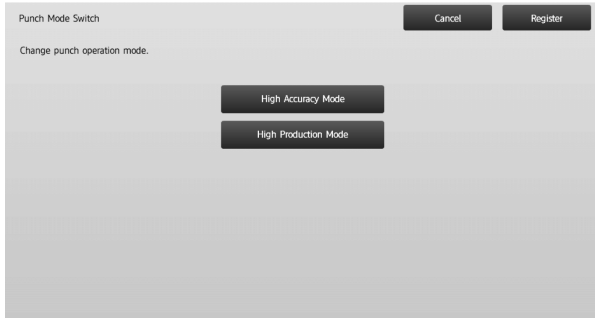 Punch Mode Switch
Cancel
Register
Change punch operation mode.
High Accuracy Mode
High Production Mode